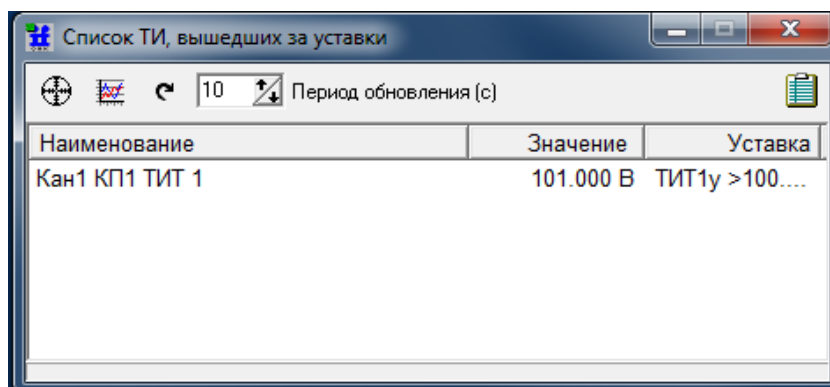 Список ТИ, вышедших за уставки
10 Период обновления (с)
Наименование Значение Уставка
Кан1 КП1 ТИТ 1 101.000 В ТИТ1у >100....